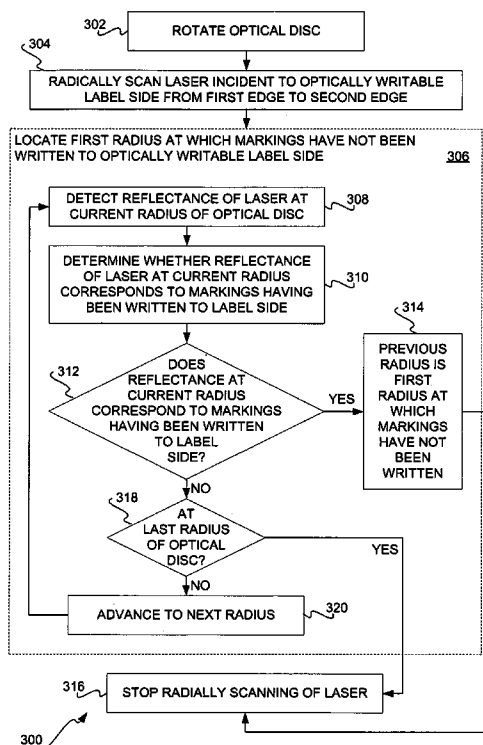 302
ROTATE OPTICAL DISC
304
RADICALLY SCAN LASER INCIDENT TO OPTICALLY WRITABLE
LABEL SIDE FROM FIRST EDGE TO SECOND EDGE
LOCATE FIRST RADIUS AT WHICH MARKINGS HAVE NOT BEEN
WRITTEN TO OPTICALLY WRITABLE LABEL SIDE
306
DETECT REFLECTANCE OF LASER AT
CURRENT RADIUS OF OPTICAL DISC
308
DETERMINE WHETHER REFLECTANCE
OF LASER AT CURRENT RADIUS
CORRESPONDS TO MARKINGS HAVING
BEEN WRITTEN TO LABEL SIDE
310
312
DOES
REFLECTANCE AT
CURRENT RADIUS
CORRESPOND TO MARKINGS
HAVING BEEN WRITTEN
TO LABEL
SIDE?
YES
314
PREVIOUS
RADIUS IS
FIRST
RADIUS AT
WHICH
MARKINGS
HAVE NOT
BEEN
WRITTEN
NO
318
AT
LAST RADIUS
OF OPTICAL
DISC?
YES
NO
ADVANCE TO NEXT RADIUS
320
316
STOP RADIALLY SCANNING OF LASER
300